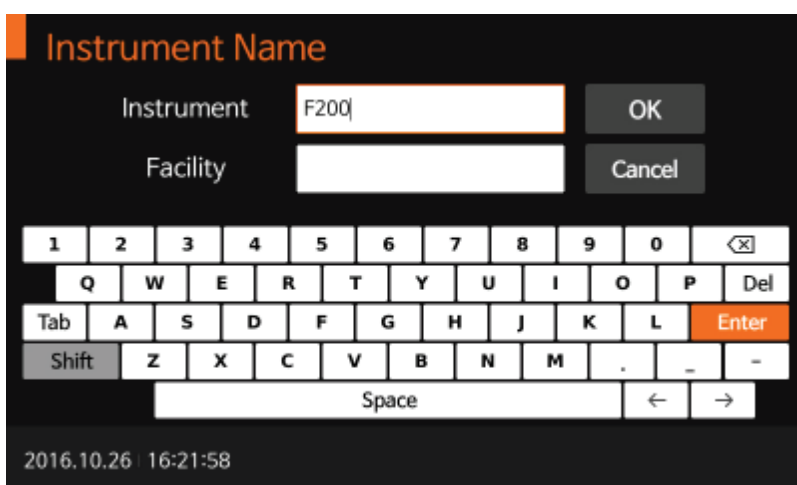 Instrument Name
Instrument F200 OK
Facility Cancel
1 2 3 4 5 6 7 8 9 0
Q W E R T Y U I O P Del
Tab A S D F G H J K L Enter
Shift Z X C V B N M . _ -
Space ← →
2016.10.26 16:21:58